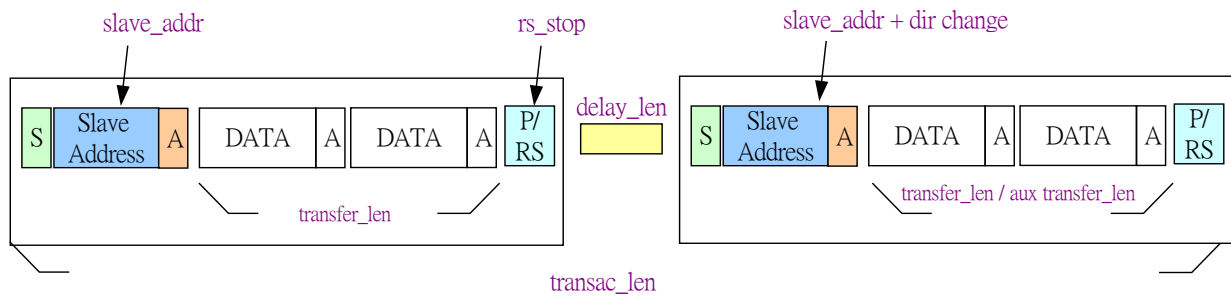 slave_addr
rs_stop
slave_addr + dir change
S
Slave
Address
A
DATA
A
DATA
A
P/
RS
delay_len
S
Slave
Address
A
DATA
A
DATA
A
P/
RS
transfer_len
transfer_len / aux transfer_len
transac_len